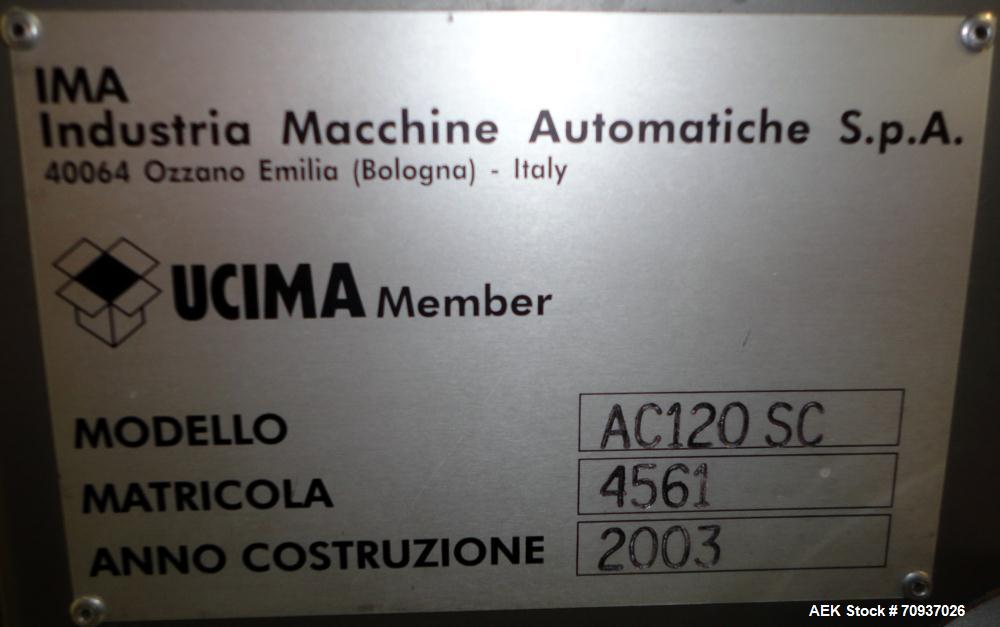 IMA
Industria Macchine Automatiche S.p.A.
40064 Ozzano Emilia (Bologna) - Italy
UCIMA Member
MODELLO AC120 SC
MATRICOLA 4561
ANNO COSTRUZIONE 2003
AEK Stock # 70937026